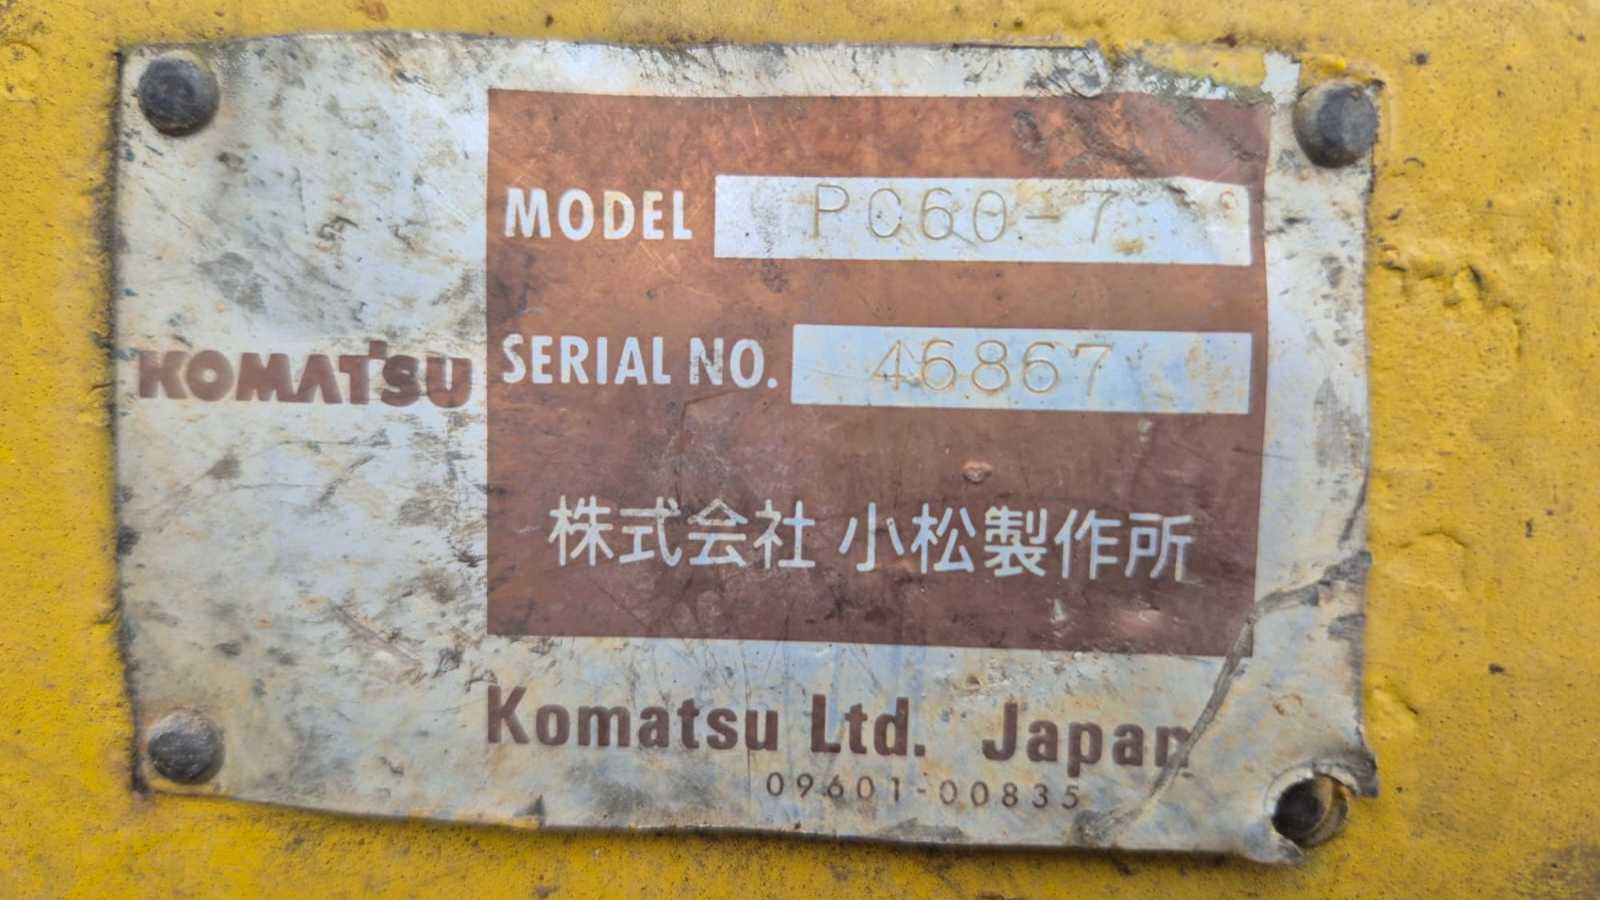 MODEL PC60-7
KOMATSU
SERIAL NO. 46867
株式会社 小松製作所
Komatsu Ltd. Japan
09601-00835